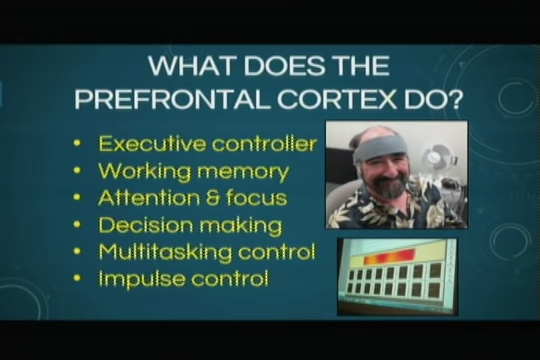 WHAT DOES THE
PREFRONTAL CORTEX DO?
• Executive controller
• Working memory
• Attention & focus
• Decision making
• Multitasking control
• Impulse control